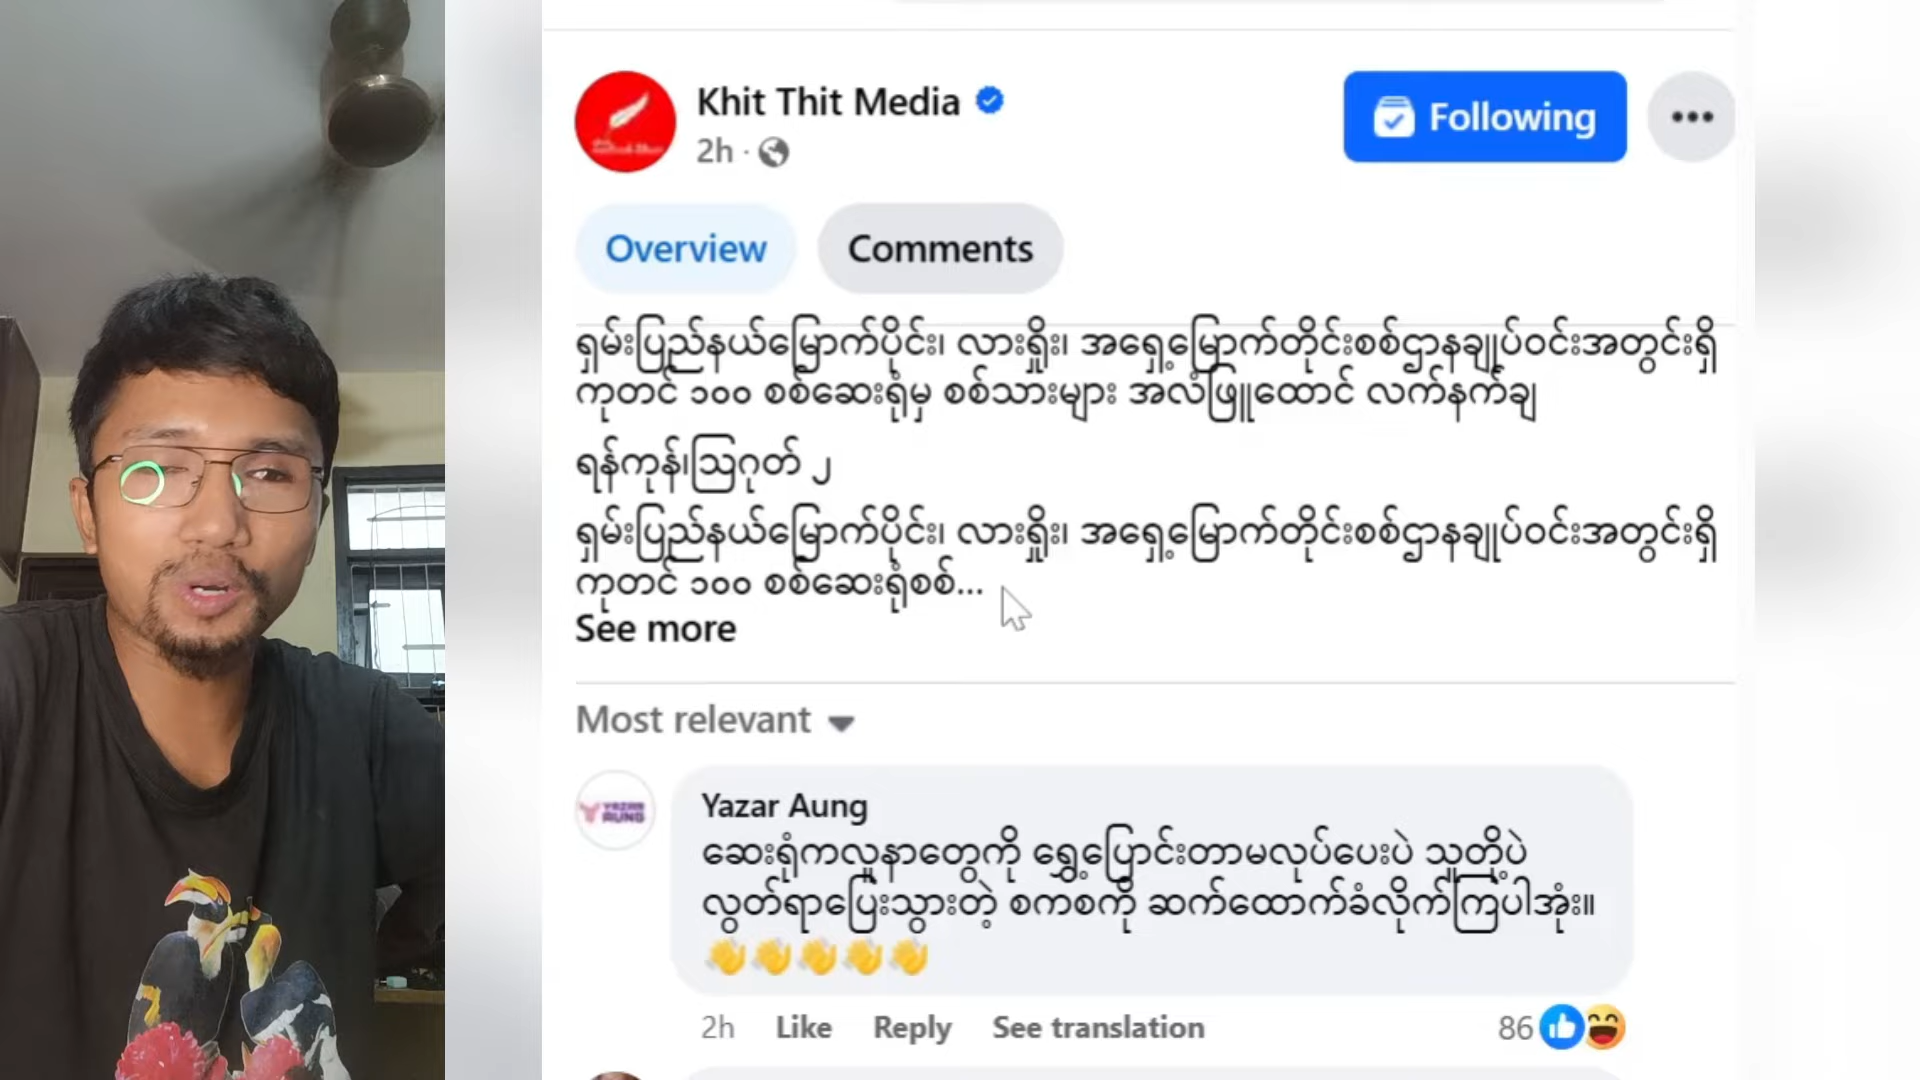 Khit Thit Media
2h ·
Following
Overview
Comments
ရှမ်းပြည်နယ်မြောက်ပိုင်း၊ လားရှိုး၊ အရှေ့မြောက်တိုင်းစစ်ဌာနချုပ်ဝင်းအတွင်းရှိ
ကုတင် ၁၀၀ စစ်ဆေးရုံမှ စစ်သားများ အလံဖြူထောင် လက်နက်ချ
ရန်ကုန်၊ဩဂုတ် ၂
ရှမ်းပြည်နယ်မြောက်ပိုင်း၊ လားရှိုး၊ အရှေ့မြောက်တိုင်းစစ်ဌာနချုပ်ဝင်းအတွင်းရှိ
ကုတင် ၁၀၀ စစ်ဆေးရုံစစ်...
See more
Most relevant
YAZAR
AUNG
Yazar Aung
ဆေးရုံကလူနာတွေကို ရွှေ့ပြောင်းတာမလုပ်ပေးပဲ သူတို့ပဲ
လွတ်ရာပြေးသွားတဲ့ စကစကို ဆက်ထောက်ခံလိုက်ကြပါအုံး။
👋👋👋👋👋
2h Like Reply See translation 86